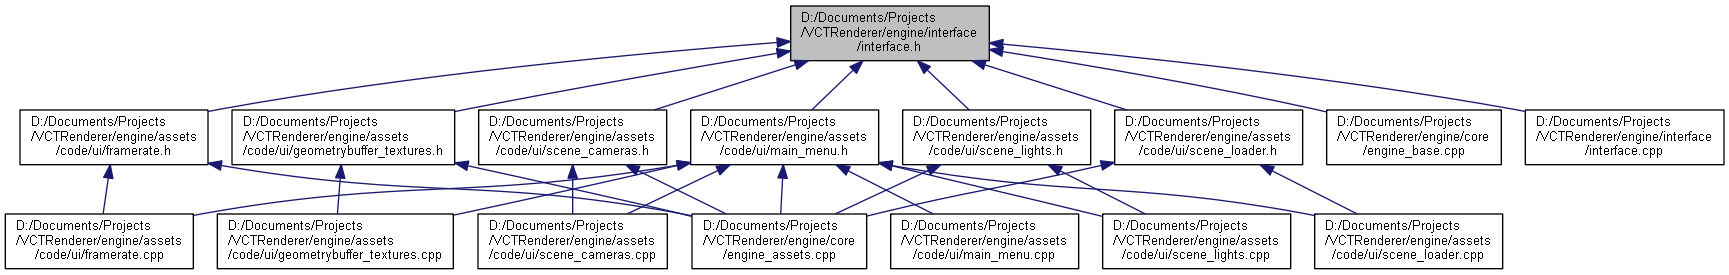 D:/Documents/Projects
/VCTRenderer/engine/interface
/interface.h
D:/Documents/Projects
/VCTRenderer/engine/assets
/code/ui/framerate.h
D:/Documents/Projects
/VCTRenderer/engine/assets
/code/ui/geometrybuffer_textures.h
D:/Documents/Projects
/VCTRenderer/engine/assets
/code/ui/scene_cameras.h
D:/Documents/Projects
/VCTRenderer/engine/assets
/code/ui/main_menu.h
D:/Documents/Projects
/VCTRenderer/engine/assets
/code/ui/scene_lights.h
D:/Documents/Projects
/VCTRenderer/engine/assets
/code/ui/scene_loader.h
D:/Documents/Projects
/VCTRenderer/engine/core
/engine_base.cpp
D:/Documents/Projects
/VCTRenderer/engine/interface
/interface.cpp
D:/Documents/Projects
/VCTRenderer/engine/assets
/code/ui/framerate.cpp
D:/Documents/Projects
/VCTRenderer/engine/assets
/code/ui/geometrybuffer_textures.cpp
D:/Documents/Projects
/VCTRenderer/engine/assets
/code/ui/scene_cameras.cpp
D:/Documents/Projects
/VCTRenderer/engine/core
/engine_assets.cpp
D:/Documents/Projects
/VCTRenderer/engine/assets
/code/ui/main_menu.cpp
D:/Documents/Projects
/VCTRenderer/engine/assets
/code/ui/scene_lights.cpp
D:/Documents/Projects
/VCTRenderer/engine/assets
/code/ui/scene_loader.cpp